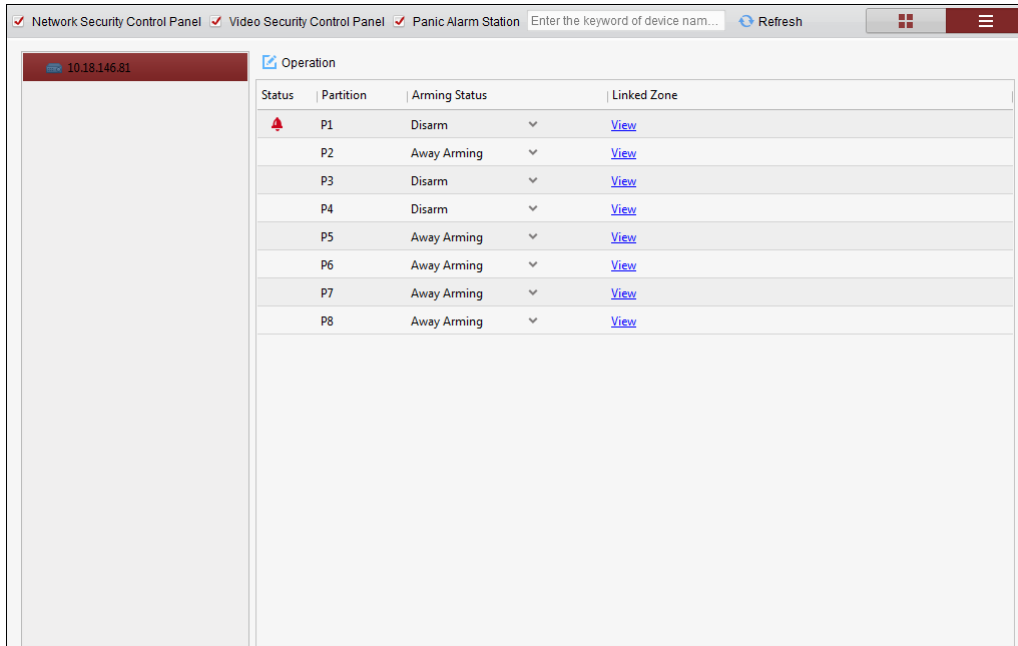 Network Security Control Panel Video Security Control Panel Panic Alarm Station Enter the keyword of device nam... Refresh
10.18.146.81
Operation
Status Partition Arming Status Linked Zone
P1 Disarm View
P2 Away Arming View
P3 Disarm View
P4 Disarm View
P5 Away Arming View
P6 Away Arming View
P7 Away Arming View
P8 Away Arming View